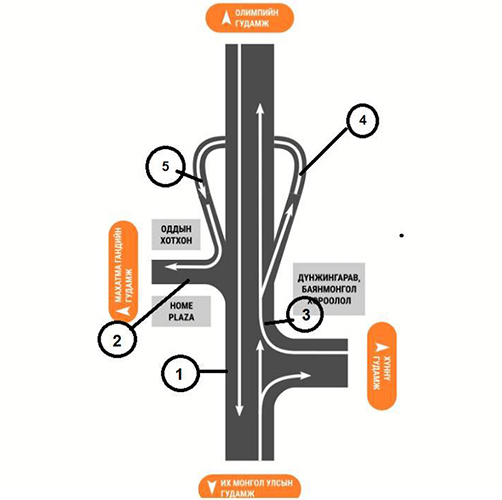 ОЛИМПИЙН
ГУДАМЖ
4
5
ОДДЫН
ХОТХОН
МАХАТМА ГАНДИЙН
ГУДАМЖ
ДҮНЖИНГАРАВ,
БАЯНМОНГОЛ
ХОРООЛОЛ
HOME
PLAZA
3
2
ХҮННҮ
ГУДАМЖ
1
ИХ МОНГОЛ УЛСЫН
ГУДАМЖ